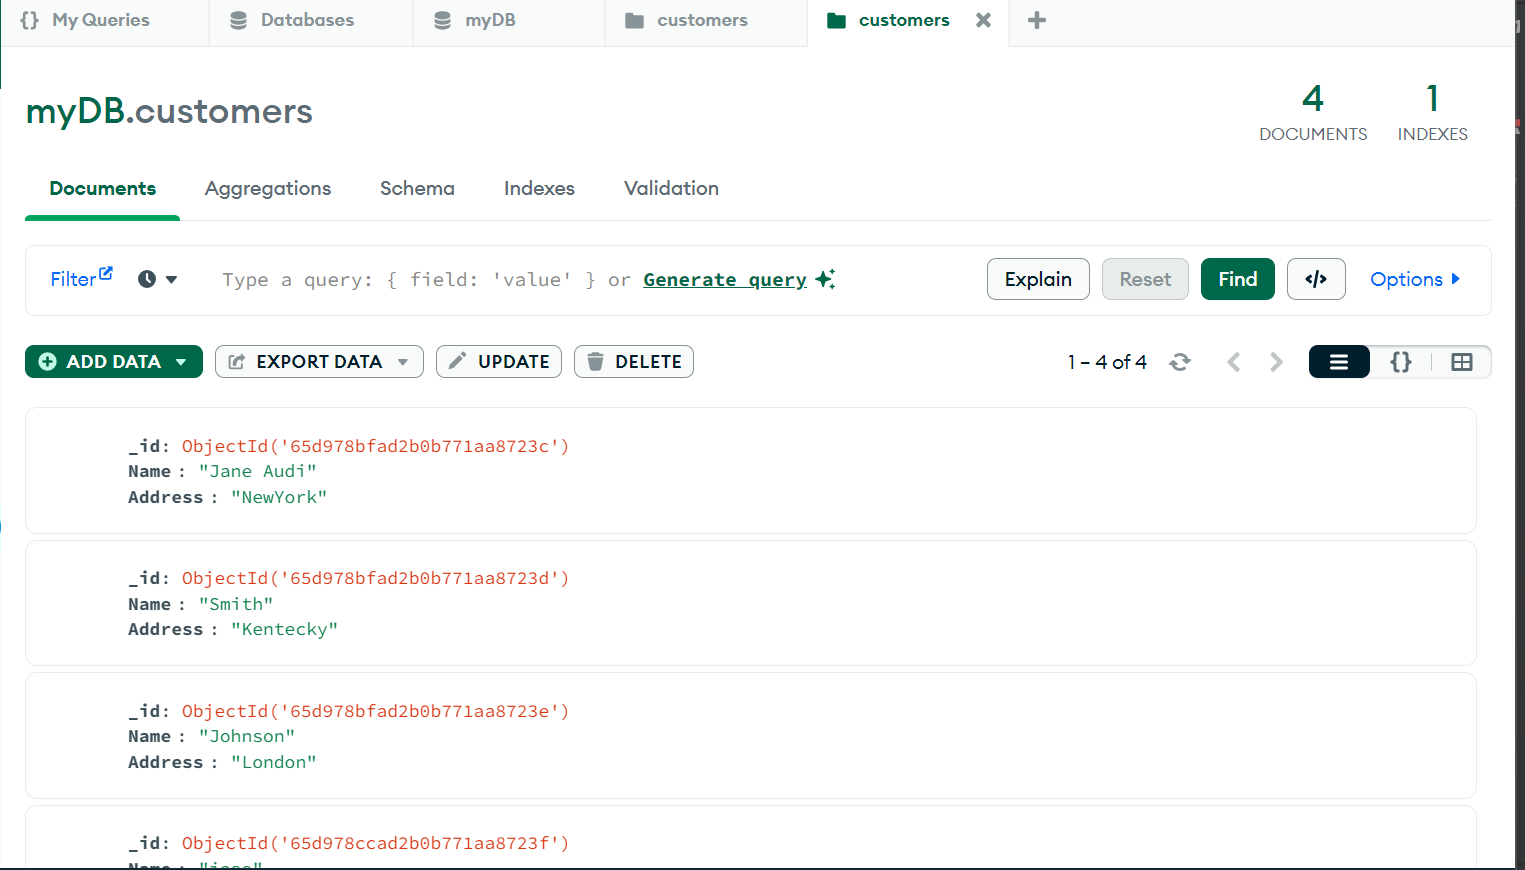 My Queries
Databases
myDB
customers
customers
myDB.customers
4
DOCUMENTS
1
INDEXES
Documents
Aggregations
Schema
Indexes
Validation
Filter
Type a query: { field: 'value' } or Generate query
Explain
Reset
Find
</>
Options
ADD DATA
EXPORT DATA
UPDATE
DELETE
1 – 4 of 4
{}
_id: ObjectId('65d978bfad2b0b771aa8723c')
Name : "Jane Audi"
Address : "NewYork"
_id: ObjectId('65d978bfad2b0b771aa8723d')
Name : "Smith"
Address : "Kentecky"
_id: ObjectId('65d978bfad2b0b771aa8723e')
Name : "Johnson"
Address : "London"
_id: ObjectId('65d978ccad2b0b771aa8723f')
Name :